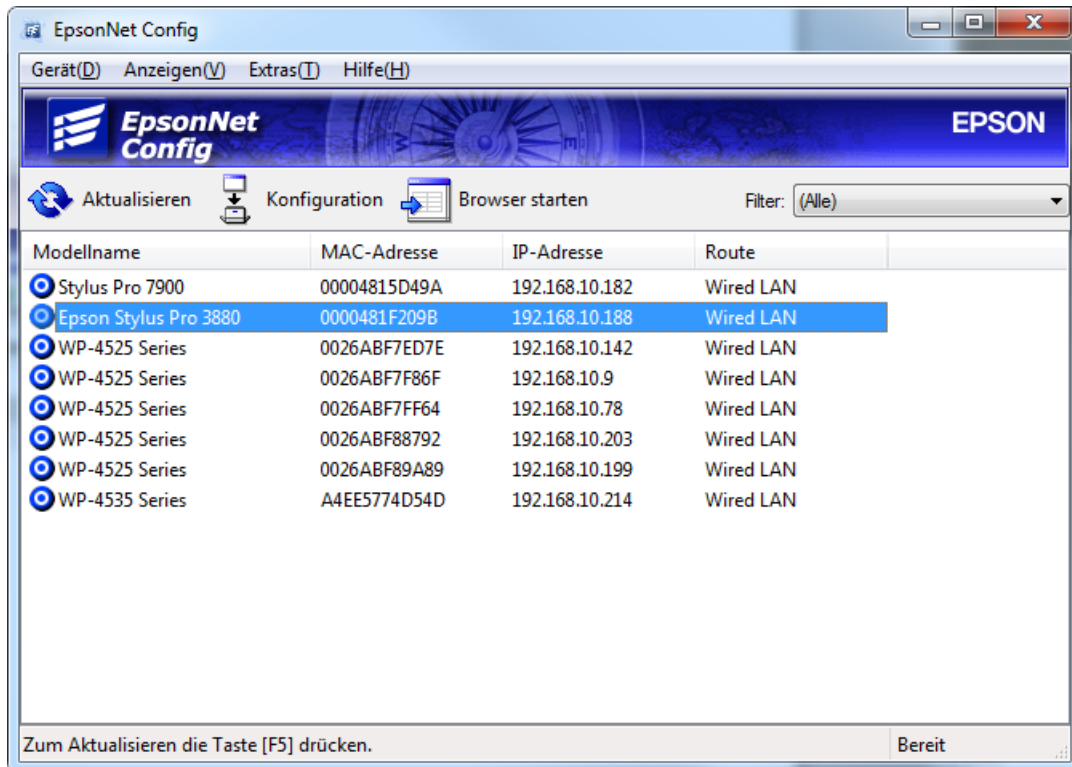 EpsonNet Config
Gerät(D) Anzeigen(V) Extras(T) Hilfe(H)
EpsonNet
Config
EPSON
Aktualisieren Konfiguration Browser starten Filter: (Alle)
Modellname MAC-Adresse IP-Adresse Route
Stylus Pro 7900 00004815D49A 192.168.10.182 Wired LAN
Epson Stylus Pro 3880 0000481F209B 192.168.10.188 Wired LAN
WP-4525 Series 0026ABF7ED7E 192.168.10.142 Wired LAN
WP-4525 Series 0026ABF7F86F 192.168.10.9 Wired LAN
WP-4525 Series 0026ABF7FF64 192.168.10.78 Wired LAN
WP-4525 Series 0026ABF88792 192.168.10.203 Wired LAN
WP-4525 Series 0026ABF89A89 192.168.10.199 Wired LAN
WP-4535 Series A4EE5774D54D 192.168.10.214 Wired LAN
Zum Aktualisieren die Taste [F5] drücken. Bereit